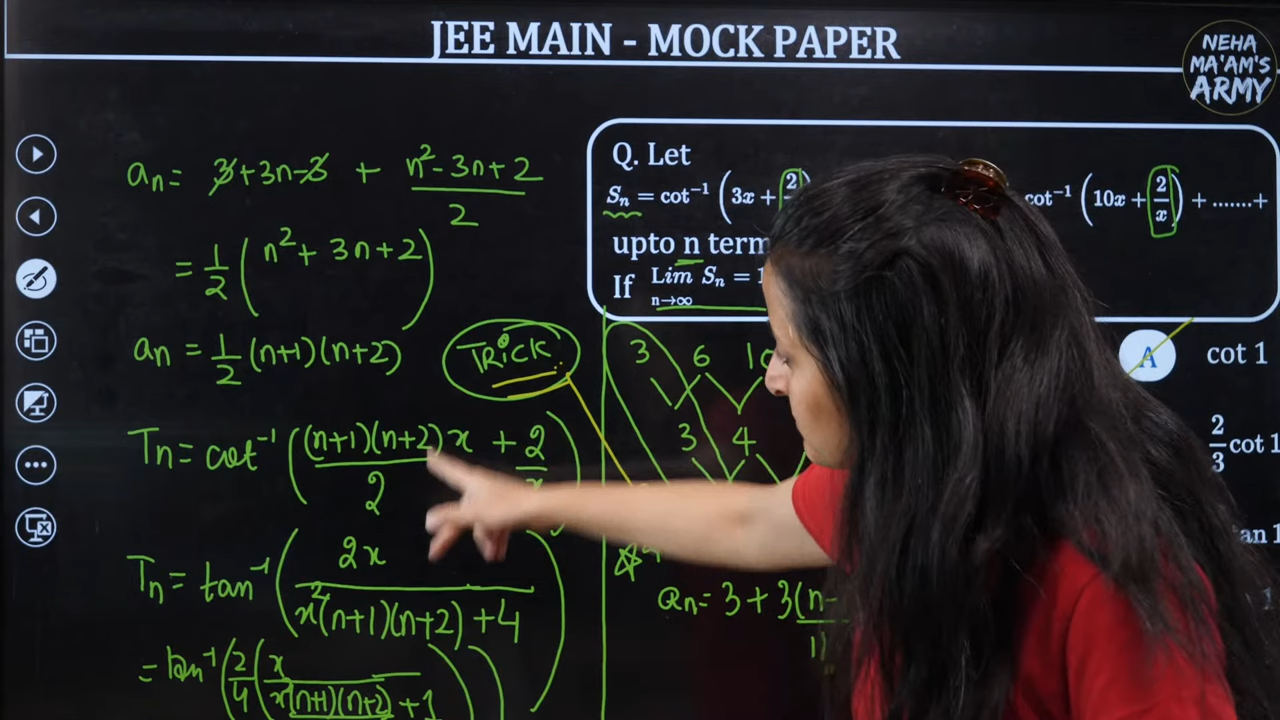 JEE MAIN - MOCK PAPER
NEHA
MA'AM'S
ARMY
aₙ = 3+3n-3 + (n²-3n+2)/2
= 1/2 (n²+3n+2)
aₙ = 1/2 (n+1)(n+2)
TRICK
Tₙ = cot⁻¹ ((n+1)(n+2)x/2 + 2/x)
Tₙ = tan⁻¹ (2x/(x²(n+1)(n+2)+4))
= tan⁻¹ (2/4 (x/(x²(n+1)(n+2)/4 +1)))
Q. Let
Sₙ = cot⁻¹ (3x + 2/
cot⁻¹ (10x + 2/x) + .......+
upto n term
If Lim n→∞ Sₙ = 1
A cot 1
2/3 cot 1
an 1
3 6 10
3 4
aₙ = 3 + 3(n-